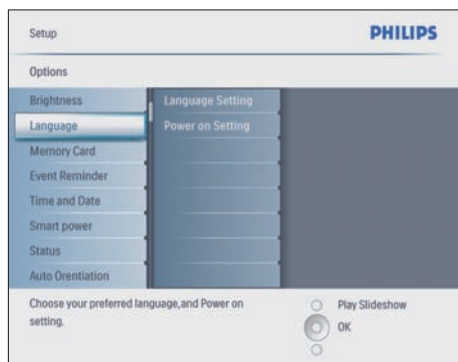 Setup
PHILIPS
Options
Brightness
Language
Memory Card
Event Reminder
Time and Date
Smart power
Status
Auto Orentiation
Language Setting
Power on Setting
Choose your preferred language,and Power on
setting.
Play Slideshow
OK